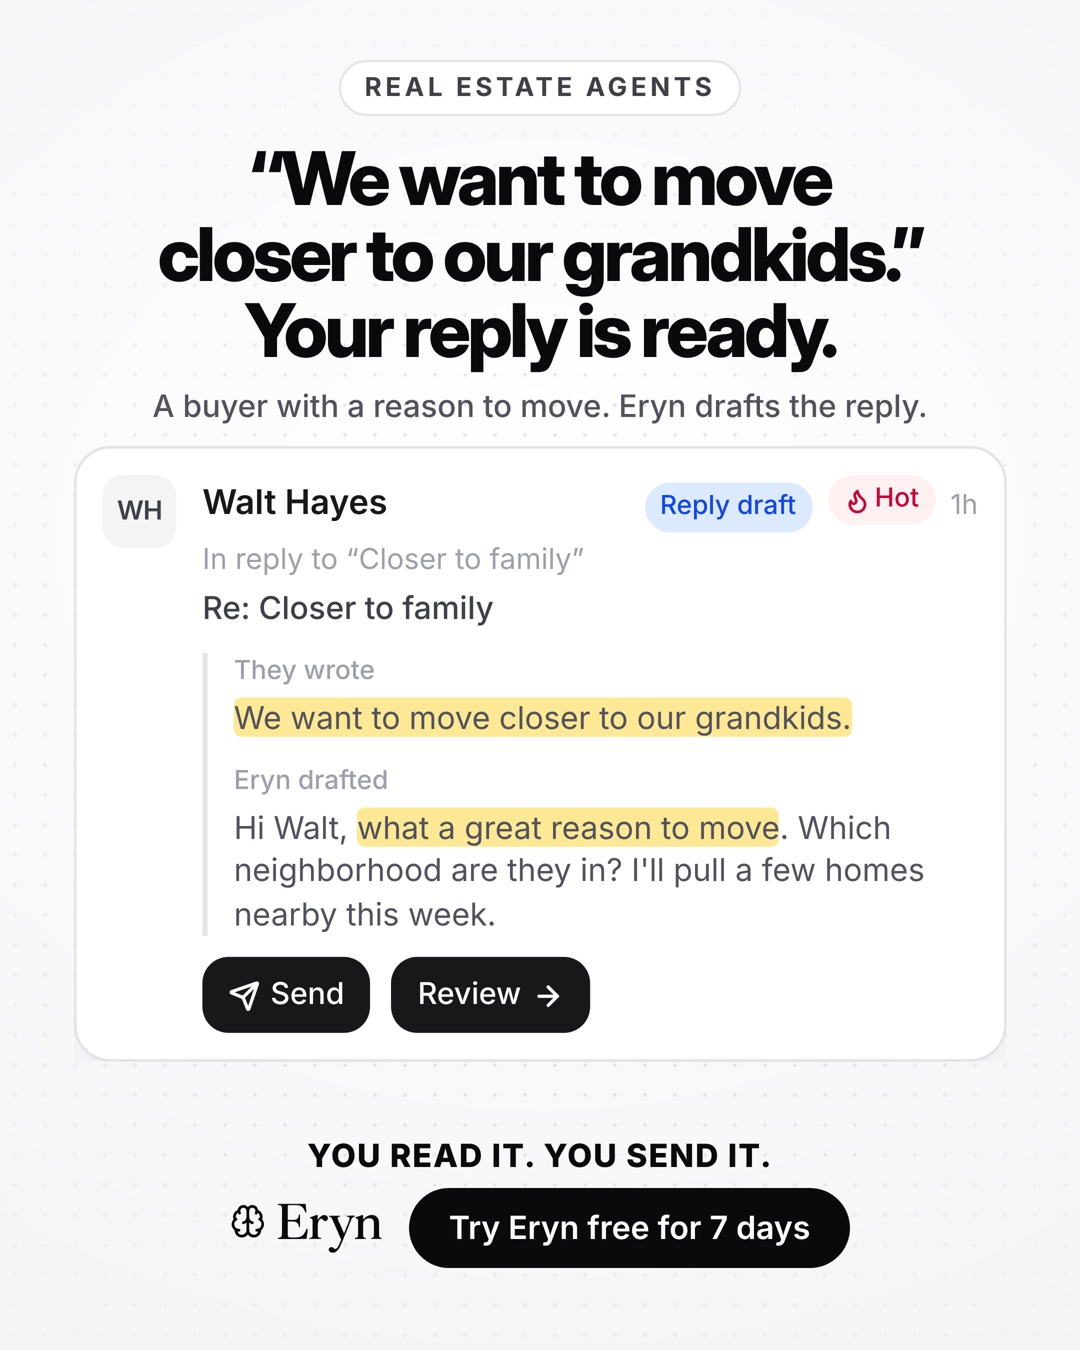 REAL ESTATE AGENTS
“We want to move
closer to our grandkids.”
Your reply is ready.
A buyer with a reason to move. Eryn drafts the reply.
WH
Walt Hayes
Reply draft
Hot
1h
In reply to “Closer to family”
Re: Closer to family
They wrote
We want to move closer to our grandkids.
Eryn drafted
Hi Walt, what a great reason to move. Which
neighborhood are they in? I'll pull a few homes
nearby this week.
Send
Review →
YOU READ IT. YOU SEND IT.
Eryn
Try Eryn free for 7 days